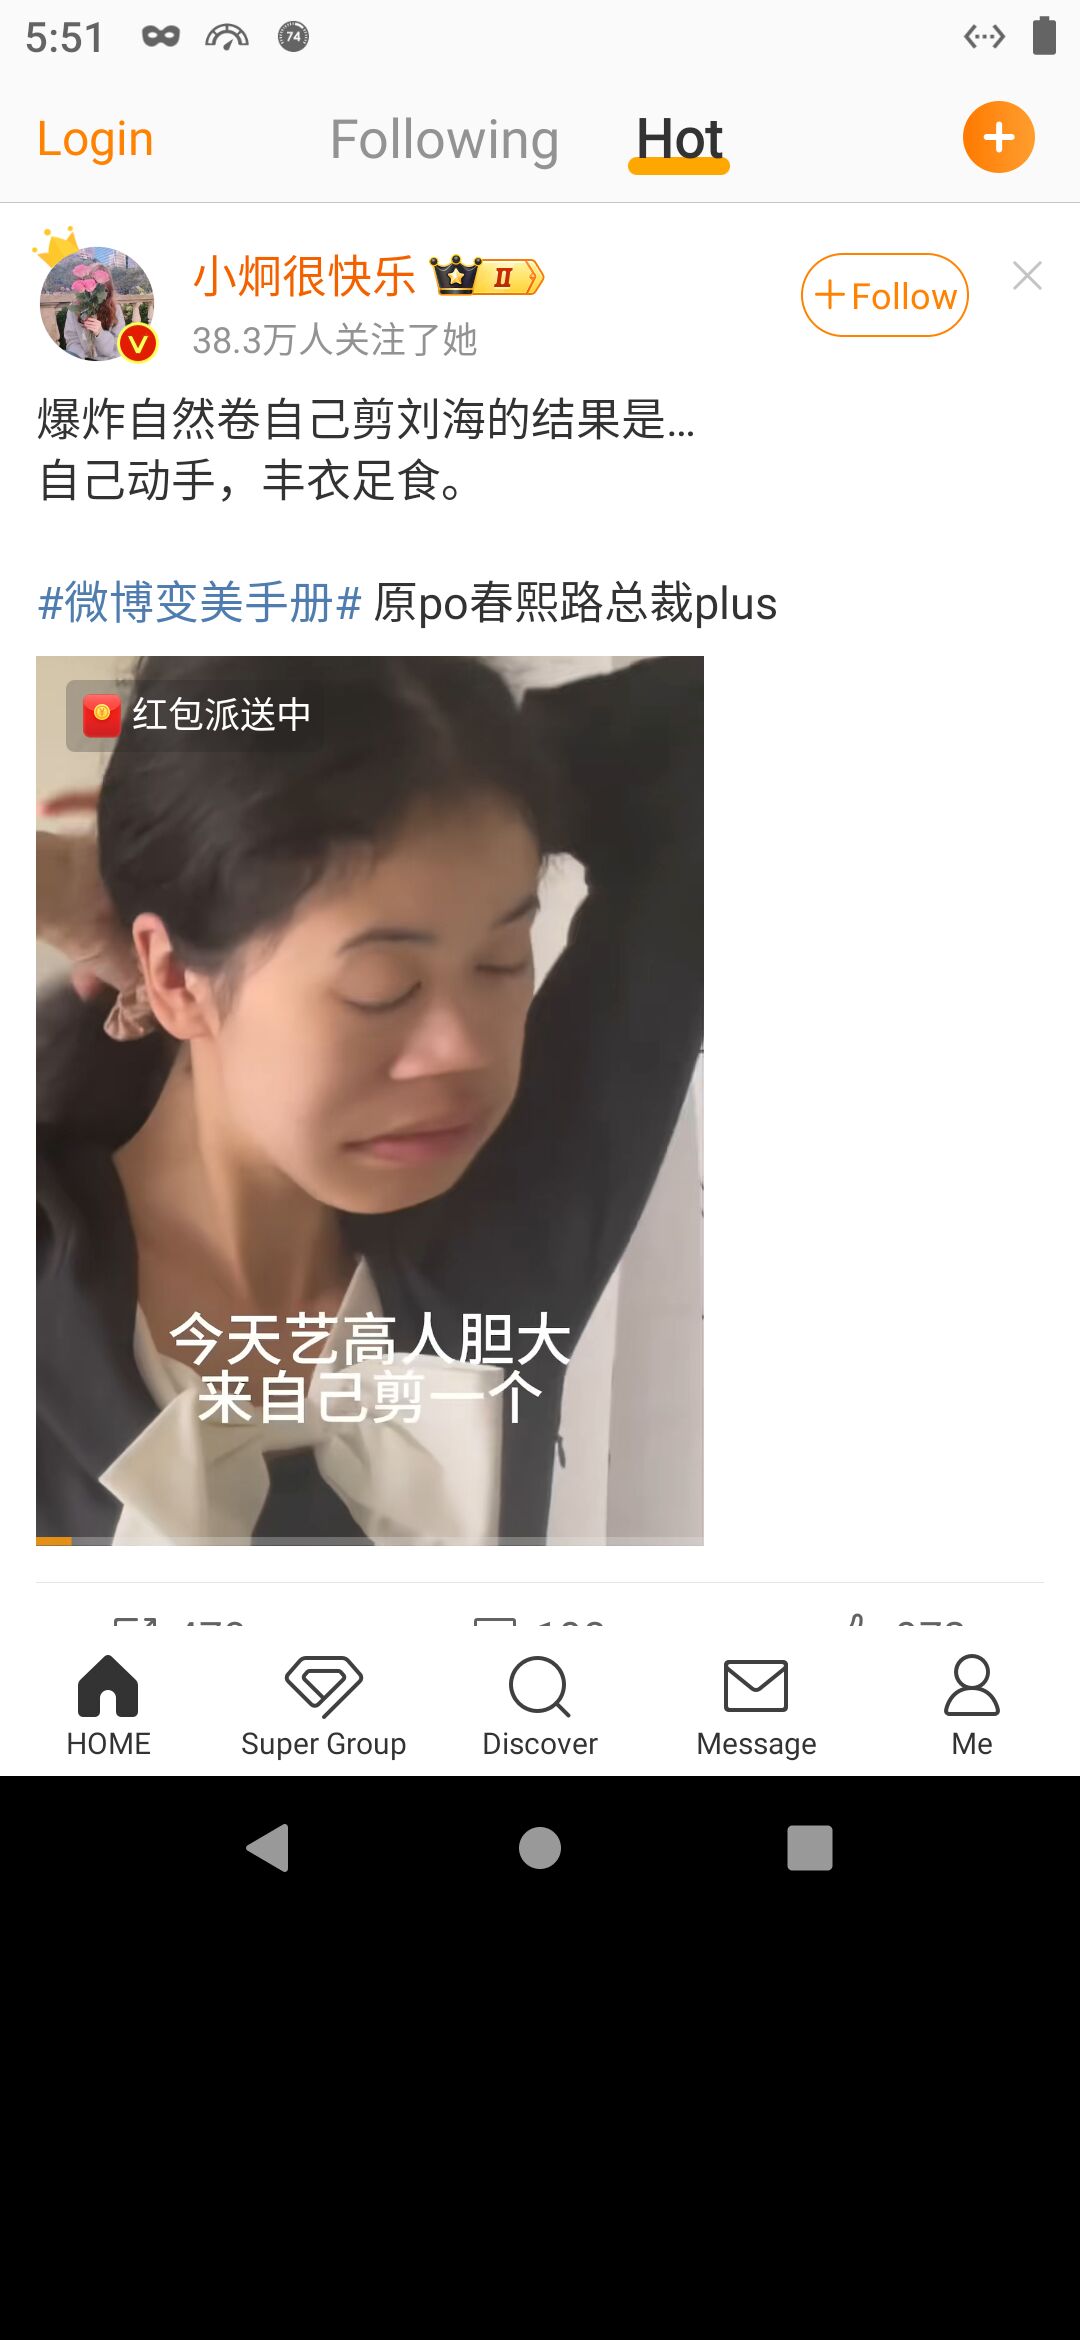 5:51
74
Login
Following
Hot
小炯很快乐
II
+Follow
38.3万人关注了她
V
爆炸自然卷自己剪刘海的结果是...
自己动手，丰衣足食。
#微博变美手册# 原po春熙路总裁plus
红包派送中
今天艺高人胆大
来自己剪一个
HOME
Super Group
Discover
Message
Me